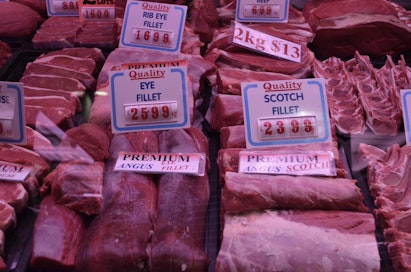 Quality
RIB EYE
FILLET
1699
BEEF
2kg $13
PREMIUM
Quality
EYE
FILLET
2599
Quality
SCOTCH
FILLET
2399
PREMIUM
ANGUS EYE FILLET
PREMIUM
ANGUS SCOTCH